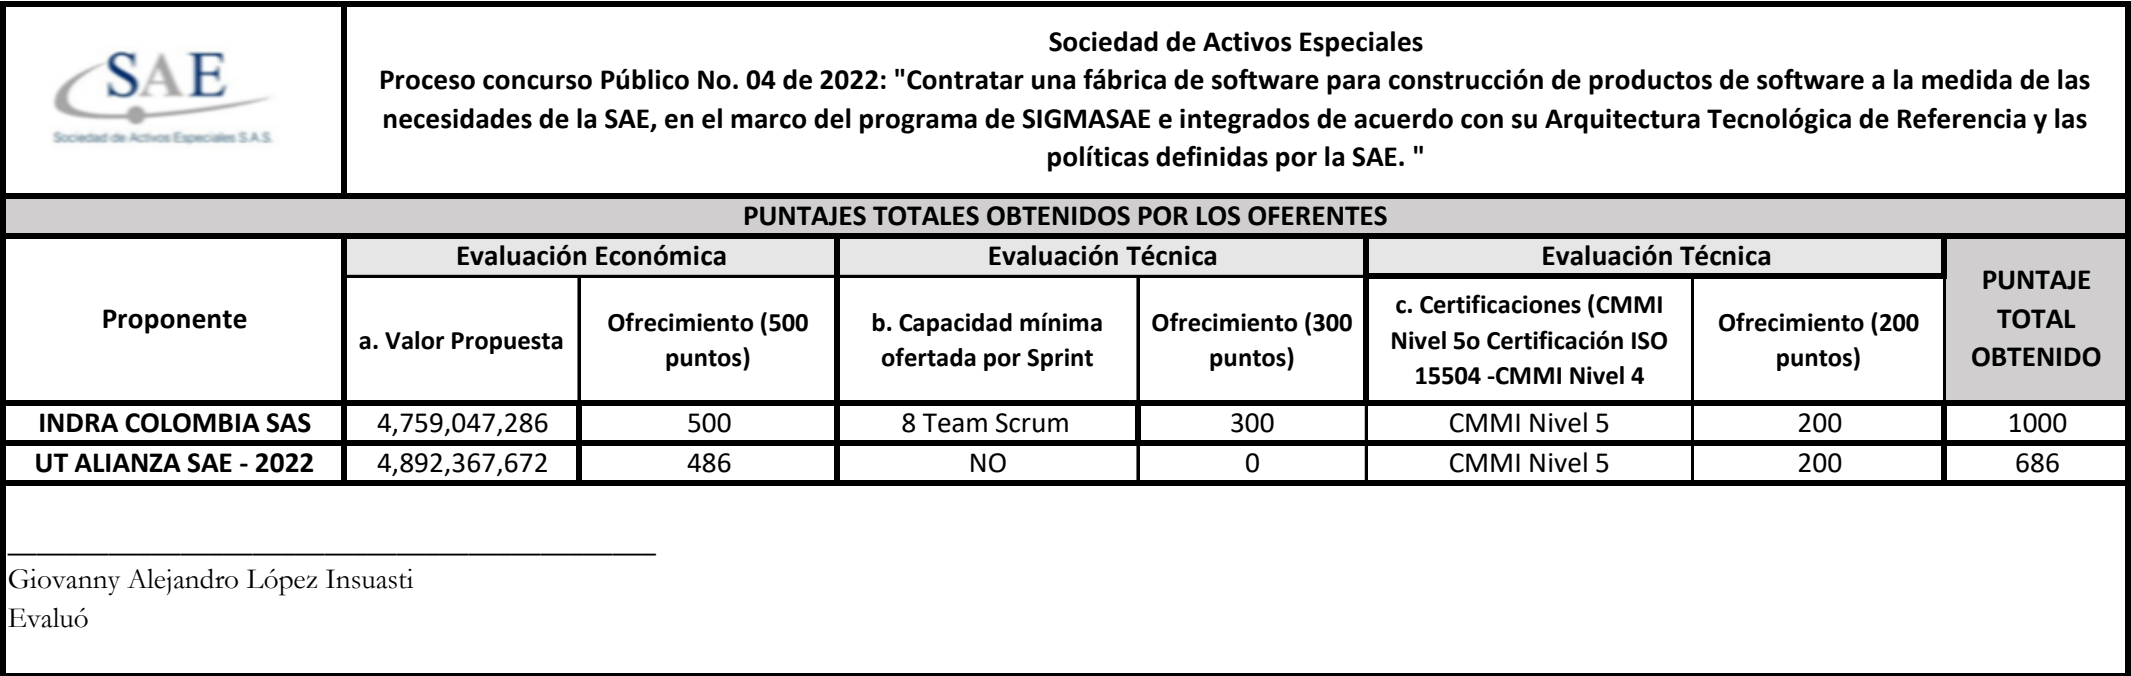 SAE
Sociedad de Activos Especiales S.A.S.
Sociedad de Activos Especiales
Proceso concurso Público No. 04 de 2022: "Contratar una fábrica de software para construcción de productos de software a la medida de las
necesidades de la SAE, en el marco del programa de SIGMASAE e integrados de acuerdo con su Arquitectura Tecnológica de Referencia y las
políticas definidas por la SAE. "
PUNTAJES TOTALES OBTENIDOS POR LOS OFERENTES
Proponente
Evaluación Económica
Evaluación Técnica
Evaluación Técnica
PUNTAJE
TOTAL
OBTENIDO
a. Valor Propuesta
Ofrecimiento (500
puntos)
b. Capacidad mínima
ofertada por Sprint
Ofrecimiento (300
puntos)
c. Certificaciones (CMMI
Nivel 5o Certificación ISO
15504 -CMMI Nivel 4
Ofrecimiento (200
puntos)
INDRA COLOMBIA SAS 4,759,047,286 500 8 Team Scrum 300 CMMI Nivel 5 200 1000
UT ALIANZA SAE - 2022 4,892,367,672 486 NO 0 CMMI Nivel 5 200 686
Giovanny Alejandro López Insuasti
Evaluó